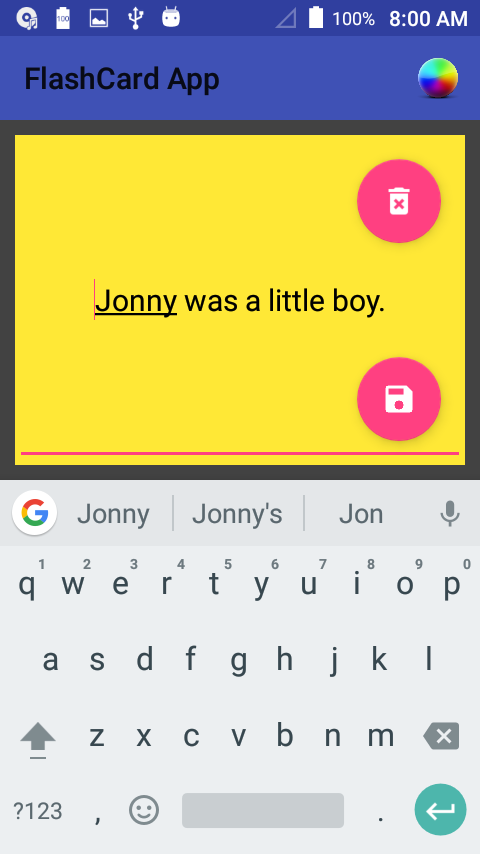 100% 8:00 AM
FlashCard App
Jonny was a little boy.
Jonny Jonny's Jon
1 2 3 4 5 6 7 8 9 0
q w e r t y u i o p
a s d f g h j k l
z x c v b n m
?123 , .